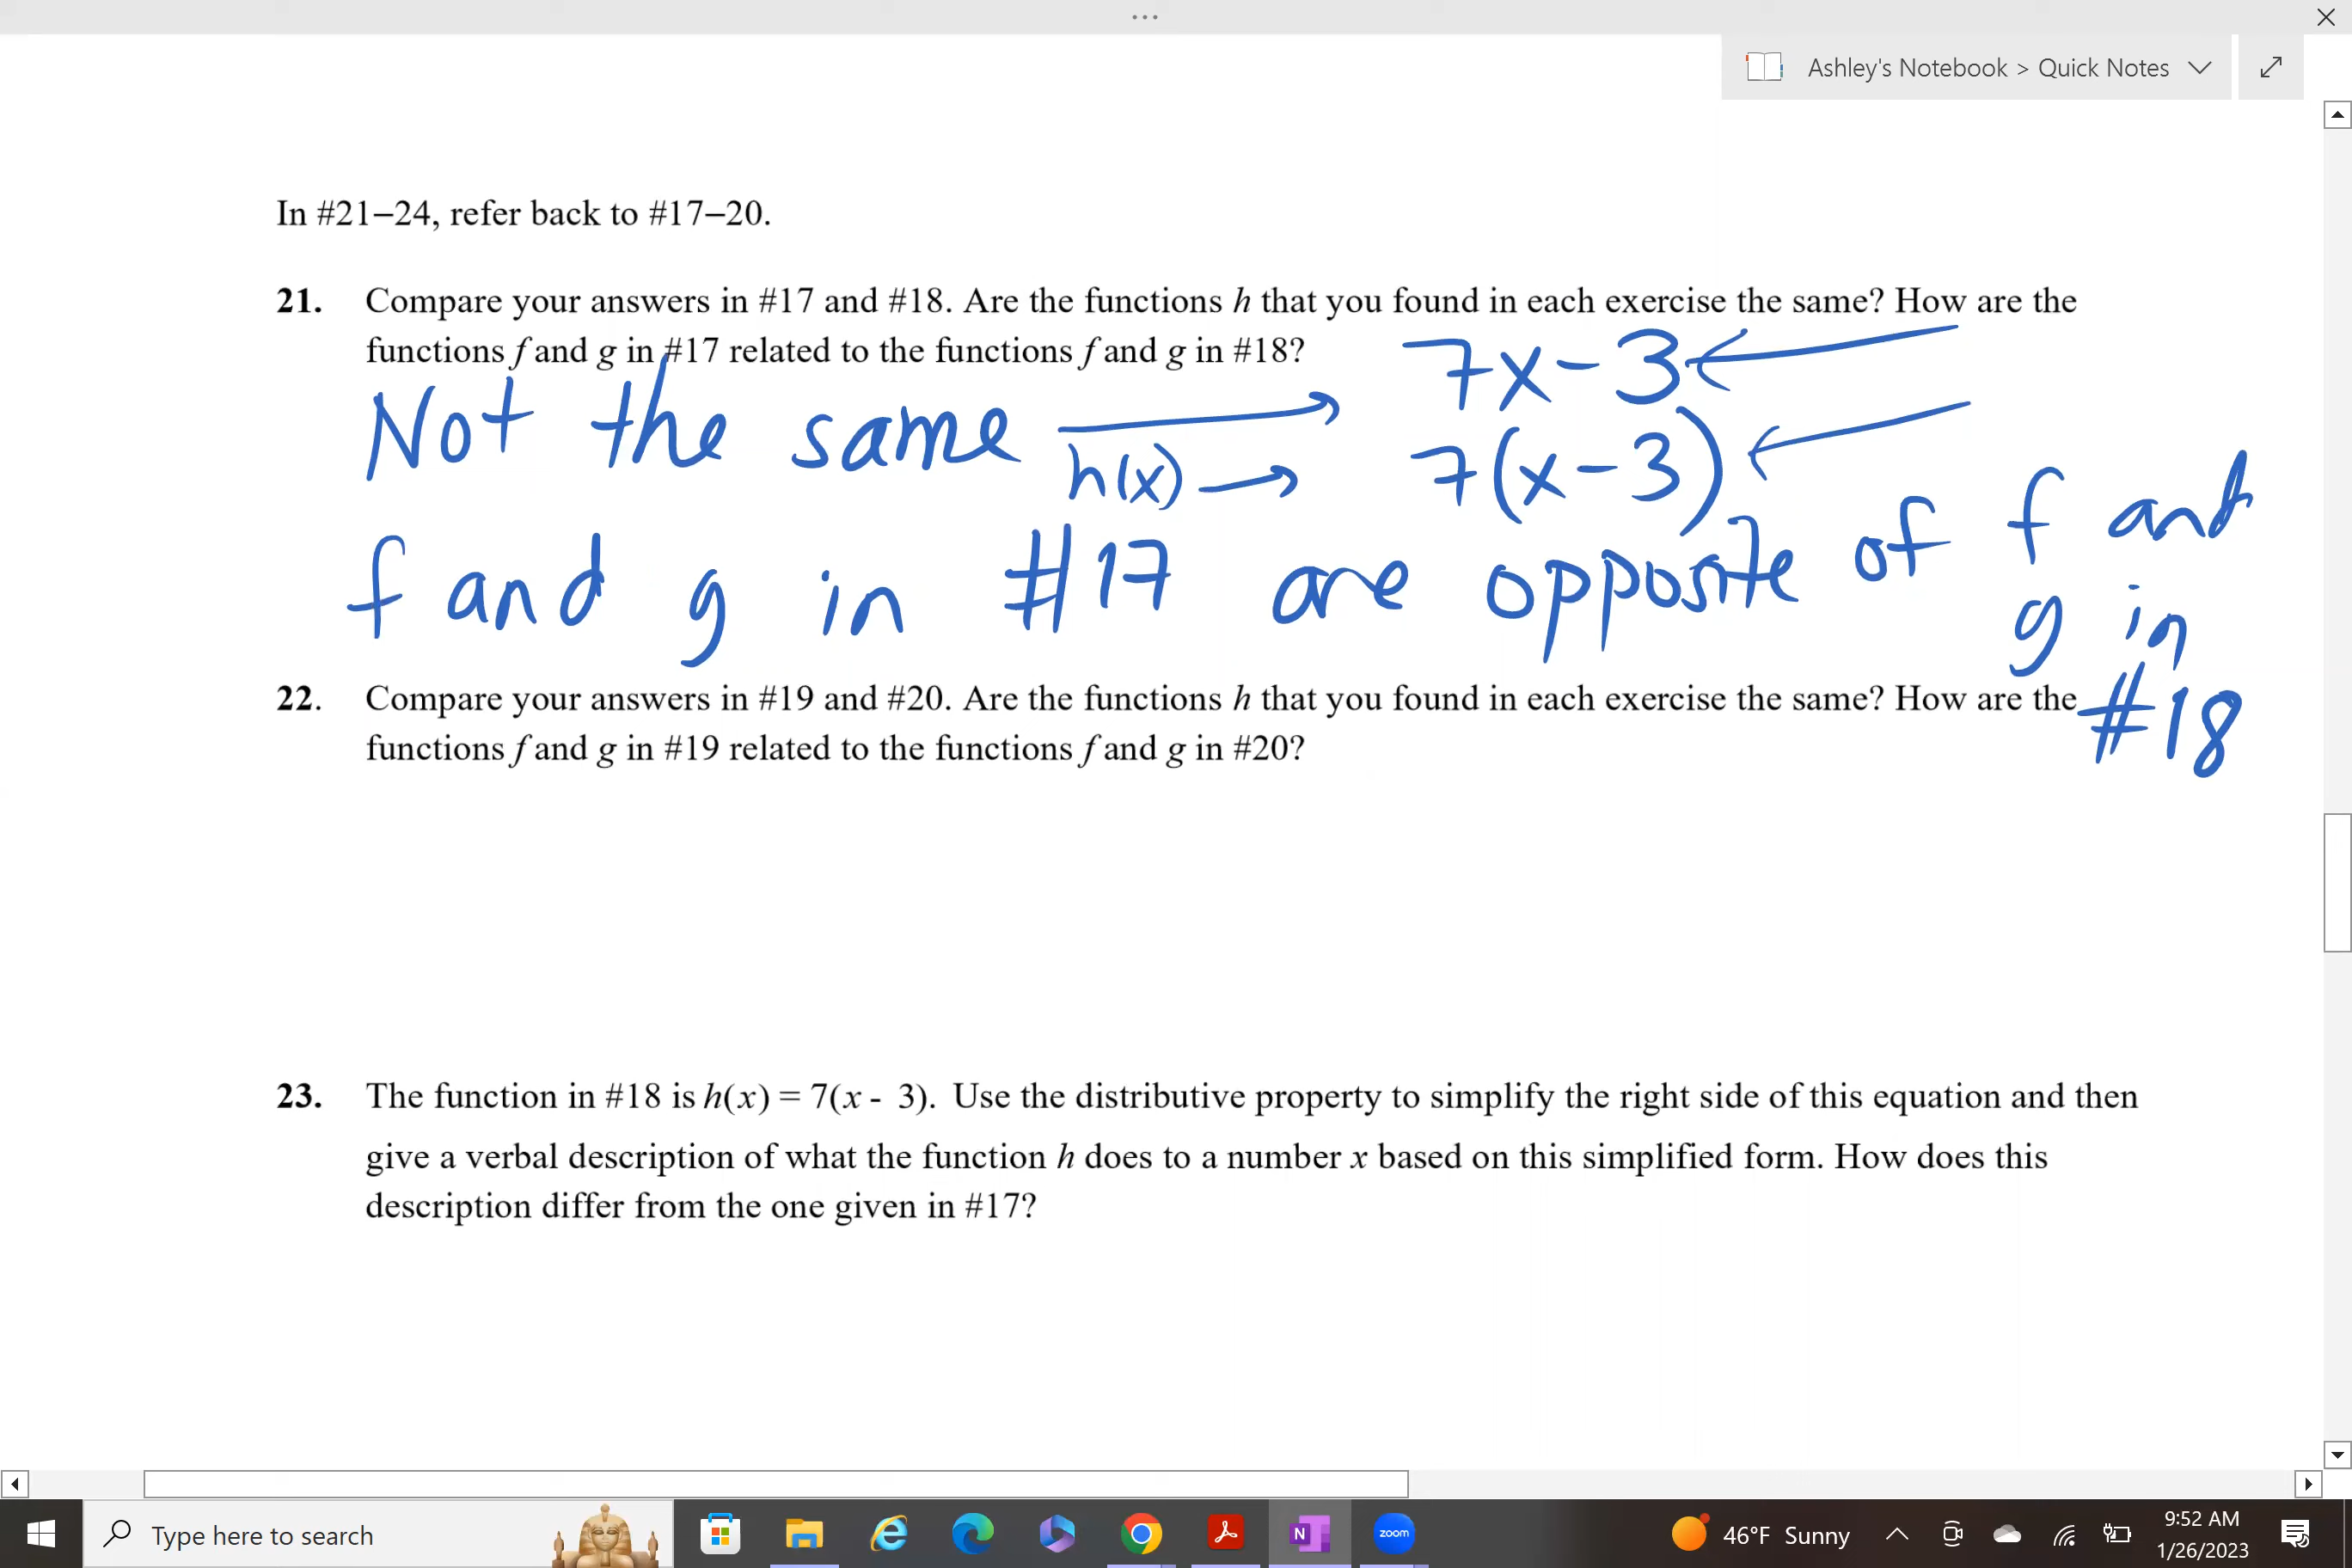 Ashley's Notebook > Quick Notes
In #21–24, refer back to #17–20.
21. Compare your answers in #17 and #18. Are the functions h that you found in each exercise the same? How are the
functions f and g in #17 related to the functions f and g in #18?
7x-3
Not the same
h(x) → 7(x-3)
f and g in #17 are opposite of f and
g in
#18
22. Compare your answers in #19 and #20. Are the functions h that you found in each exercise the same? How are the
functions f and g in #19 related to the functions f and g in #20?
23. The function in #18 is h(x) = 7(x - 3). Use the distributive property to simplify the right side of this equation and then
give a verbal description of what the function h does to a number x based on this simplified form. How does this
description differ from the one given in #17?
Type here to search
N
zoom
46°F Sunny
9:52 AM
1/26/2023